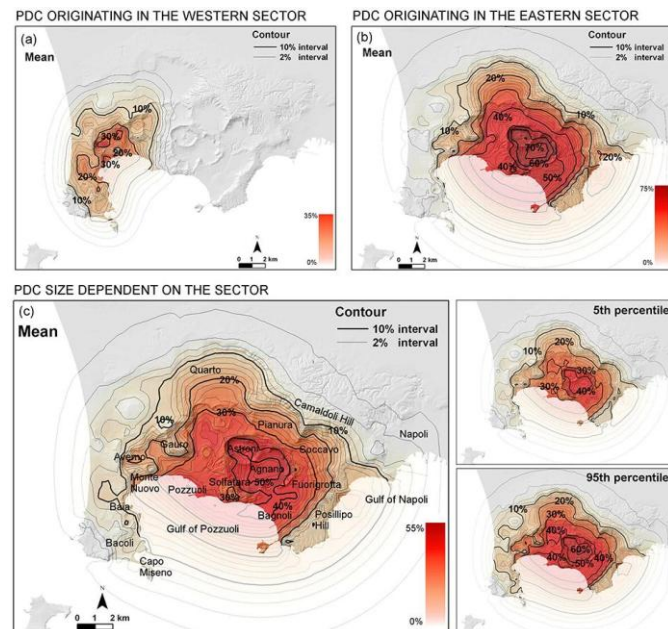 PDC ORIGINATING IN THE WESTERN SECTOR
(a)
Mean
Contour
10% interval
2% interval
10%
30%
20%
10%
20%
10%
35%
0%
N
0 1 2 km
PDC ORIGINATING IN THE EASTERN SECTOR
(b)
Mean
Contour
10% interval
2% interval
20%
40%
10%
10%
70%
60%
40%
50%
20%
75%
0%
N
0 1 2 km
PDC SIZE DEPENDENT ON THE SECTOR
(c)
Mean
Contour
10% interval
2% interval
Quarto
20%
Camaldoli Hill
10%
30%
10%
Pianura
Napoli
Gauro
Astroni
Soccavo
Averno
Agnano
Monte
Nuovo
Solfatara
50%
Fuorigrotta
Pozzuoli
30%
Gulf of Napoli
Baia
40%
Bagnoli
Posillipo
Hill
Gulf of Pozzuoli
Bacoli
Capo
Miseno
55%
0%
N
0 1 2 km
5th percentile
20%
10%
30%
30%
40%
95th percentile
20%
10%
30%
40%
60%
40%
50%
40%